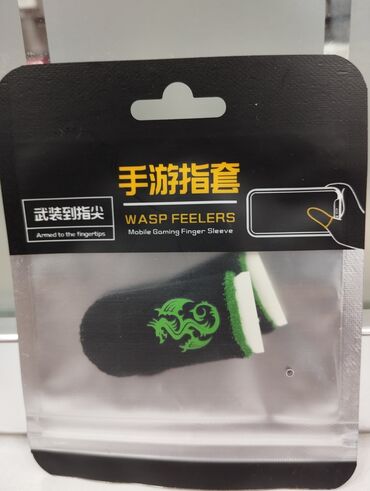 手游指套
WASP FEELERS
Mobile Gaming Finger Sleeve
武装到指尖
Armed to the fingertips